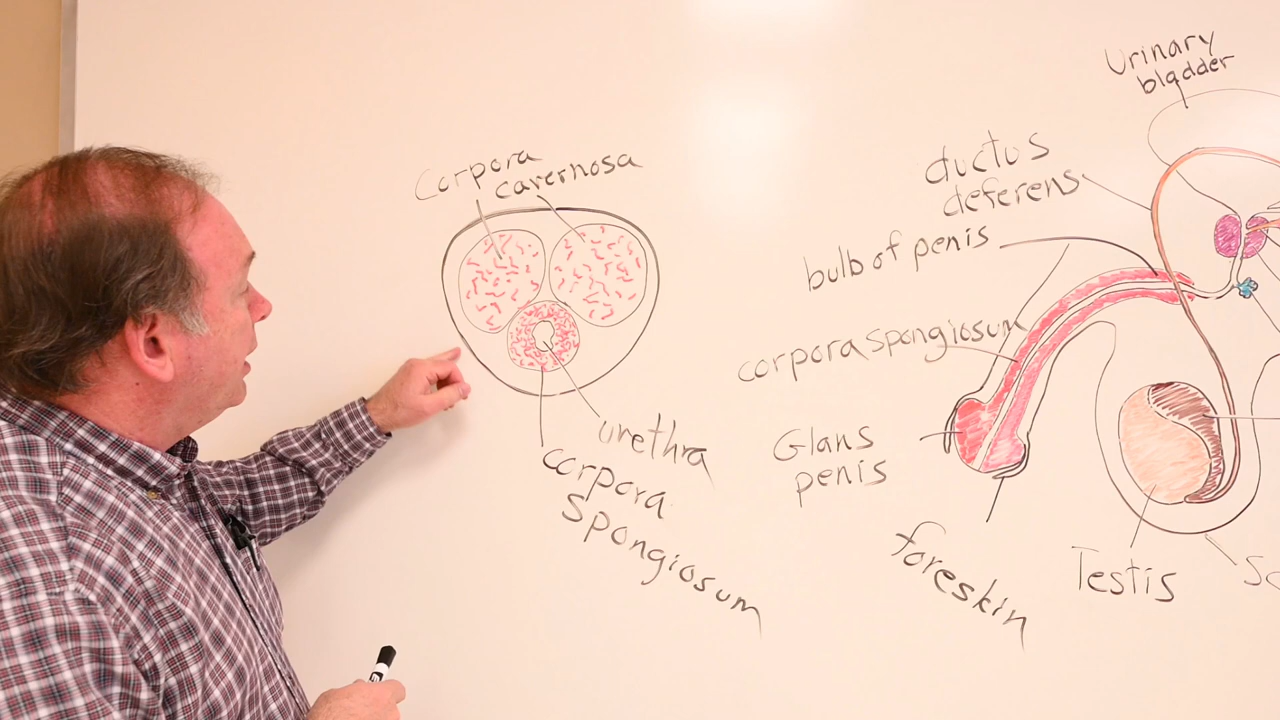 Corpora
cavernosa
urethra
corpora
spongiosum
Urinary
bladder
ductus
deferens
bulb of penis
corpora spongiosum
Glans
penis
foreskin
Testis